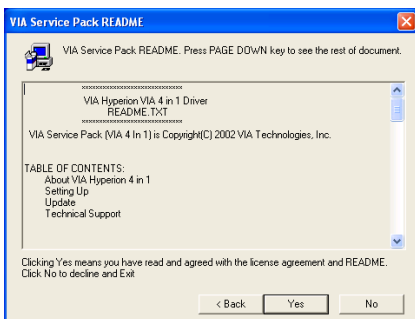 VIA Service Pack README
VIA Service Pack README. Press PAGE DOWN key to see the rest of document.
****************************
VIA Hyperion VIA 4 in 1 Driver
README.TXT
****************************
VIA Service Pack (VIA 4 In 1) is Copyright(C) 2002 VIA Technologies, Inc.
TABLE OF CONTENTS:
About VIA Hyperion 4 in 1
Setting Up
Update
Technical Support
Clicking Yes means you have read and agreed with the license agreement and README.
Click No to decline and Exit
< Back
Yes
No